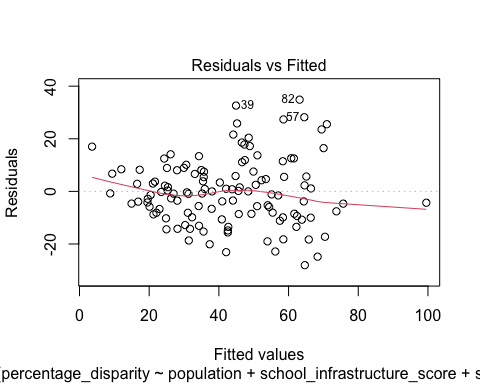 Residuals vs Fitted
Residuals
40
20
0
-20
39
82
57
0 20 40 60 80 100
Fitted values
percentage_disparity ~ population + school_infrastructure_score + s